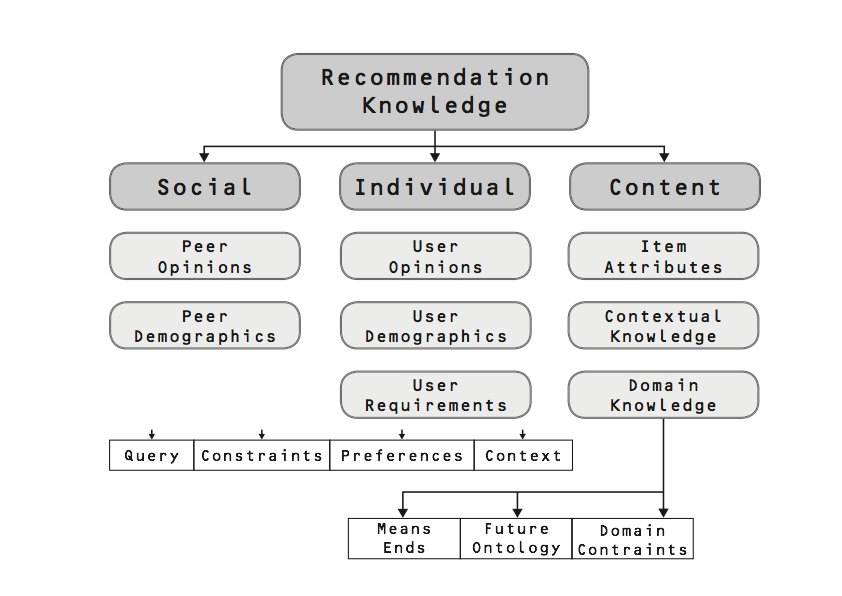 Recommendation
Knowledge
Social
Individual
Content
Peer
Opinions
User
Opinions
Item
Attributes
Peer
Demographics
User
Demographics
Contextual
Knowledge
User
Requirements
Domain
Knowledge
Query
Constraints
Preferences
Context
Means
Ends
Future
Ontology
Domain
Contraints